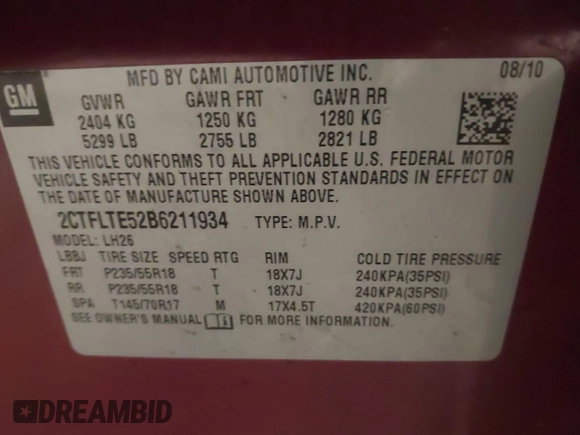 GM
MFD BY CAMI AUTOMOTIVE INC. 08/10
GVWR GAWR FRT GAWR RR
2404 KG 1250 KG 1280 KG
5299 LB 2755 LB 2821 LB
THIS VEHICLE CONFORMS TO ALL APPLICABLE U.S. FEDERAL MOTOR
VEHICLE SAFETY AND THEFT PREVENTION STANDARDS IN EFFECT ON
THE DATE OF MANUFACTURE SHOWN ABOVE.
2CTFLTE52B6211934 TYPE: M.P.V.
MODEL: LH26
LBBJ TIRE SIZE SPEED RTG RIM COLD TIRE PRESSURE
FRT P235/55R18 T 18X7J 240KPA(35PSI)
RR P235/55R18 T 18X7J 240KPA(35PSI)
SPA T145/70R17 M 17X4.5T 420KPA(60PSI)
SEE OWNER'S MANUAL FOR MORE INFORMATION.
DREAMBID